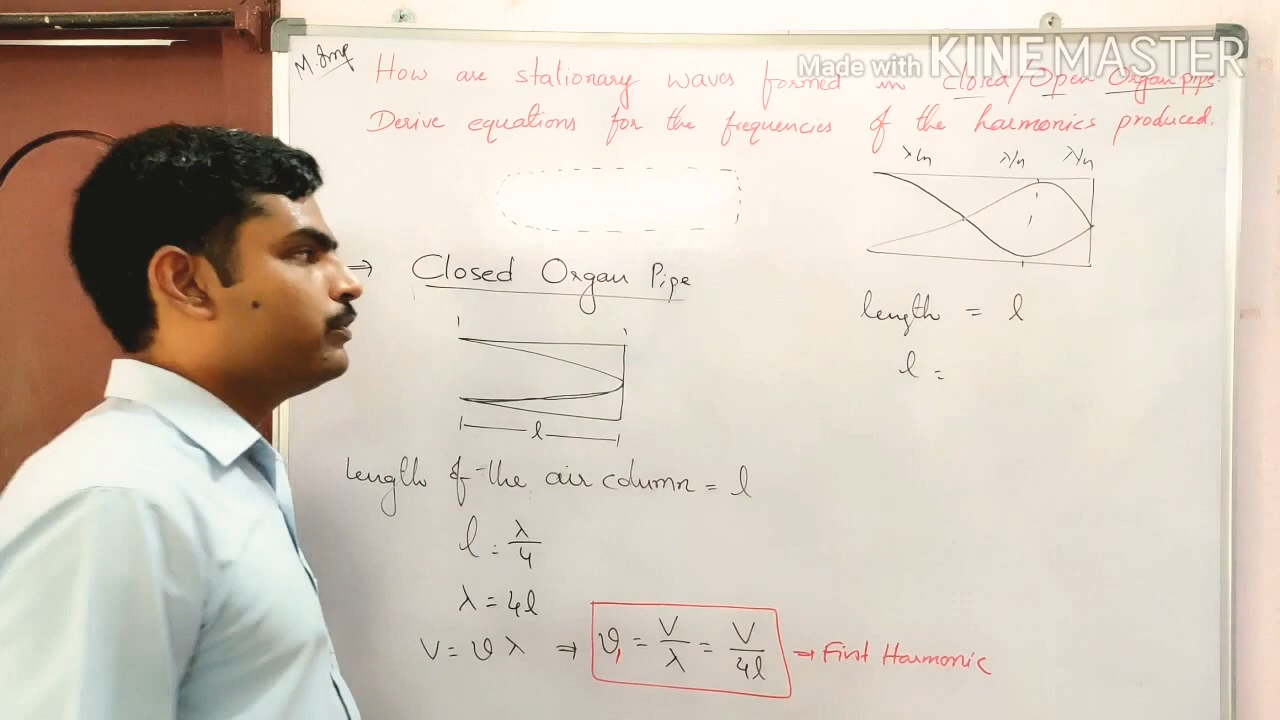 Made with KINEMASTER
M.Imp
How are stationary waves formed in Closed/Open Organ pipe.
Derive equations for the frequencies of the harmonics produced.
λ/4 λ/4 λ/4
⇒ Closed Organ Pipe
l
Length of the air column = l
l = λ/4
λ = 4l
V = υ λ ⇒ υ₁ = V/λ = V/4l → First Harmonic
length = l
l =